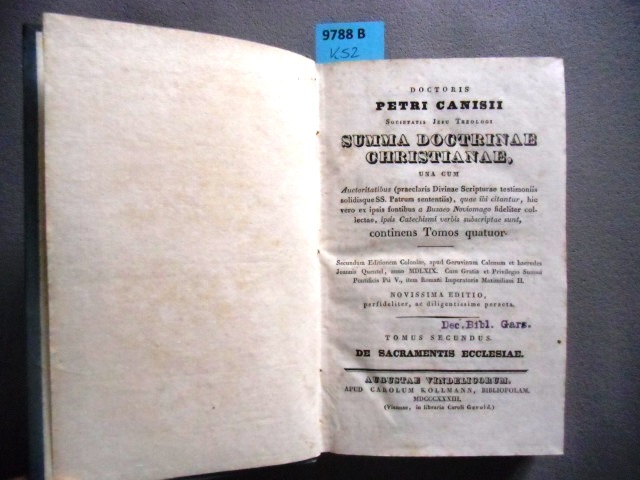 9788 B
K52
DOCTORIS
PETRI CANISII
SOCIETATIS JESU THEOLOGI
SUMMA DOCTRINAE
CHRISTIANAE,
UNA CUM
Auctoritatibus (praeclaris Divinae Scripturae testimoniis
solidisque SS. Patrum sententiis), quae ibi citantur, hic
vero ex ipsis fontibus a Busaeo Noviomago fideliter col-
lectae, ipsis Catechismi verbis subscriptae sunt,
continens Tomos quatuor.
Secundum Editionem Coloniae, apud Gervinum Calenum et haeredes
Joannis Quentel, anno MDLXIX. Cum Gratia et Privilegio Summi
Pontificis Pii V., item Romani Imperatoris Maximiliani II.
NOVISSIMA EDITIO,
perfideliter, ac diligentissime peracta.
Dec. Bibl. Gars.
TOMUS SECUNDUS.
DE SACRAMENTIS ECCLESIAE.
AUGUSTAE VINDELICORUM.
APUD CAROLUM KOLLMANN, BIBLIOPOLAM.
MDCCCXXXIII.
(Viennae, in libraria Caroli Gerold.)